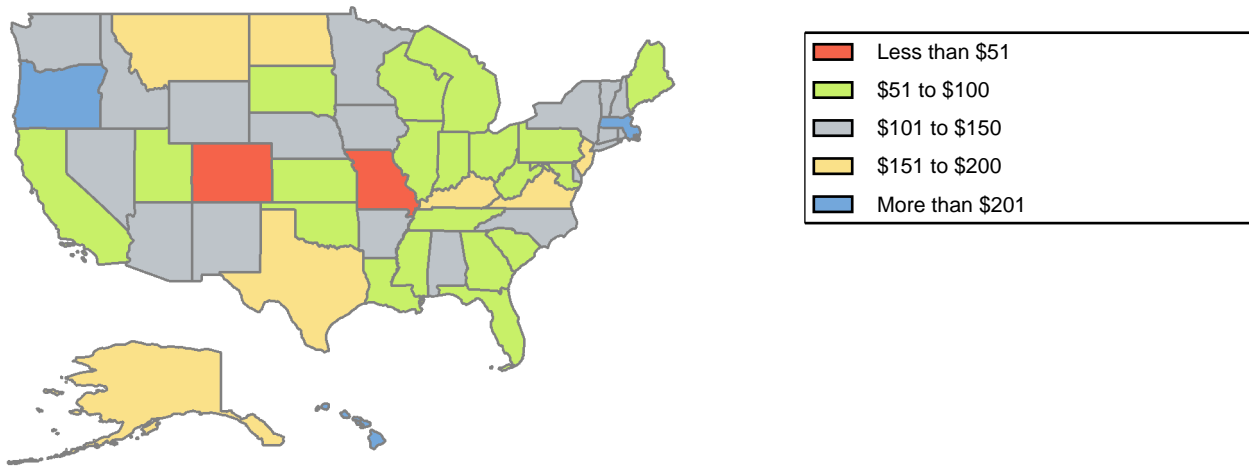 Less than $51
$51 to $100
$101 to $150
$151 to $200
More than $201